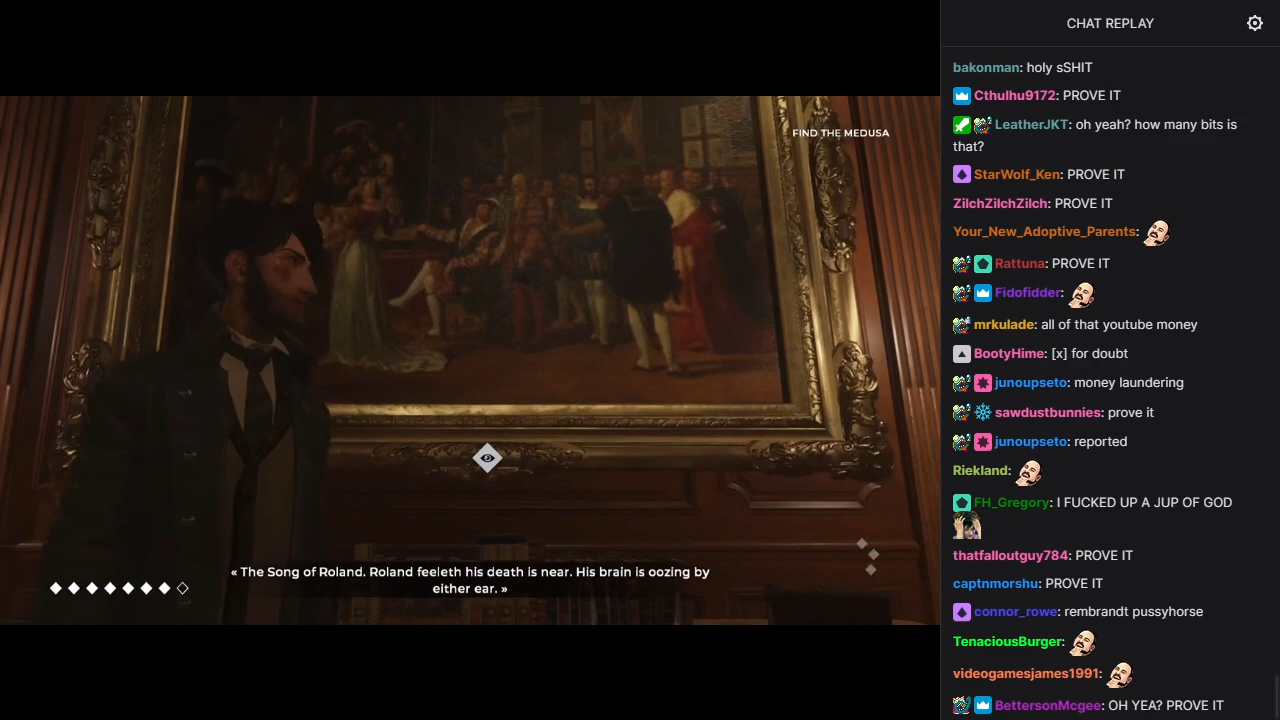 FIND THE MEDUSA
« The Song of Roland. Roland feeleth his death is near. His brain is oozing by
either ear. »
CHAT REPLAY
bakonman: holy sSHIT
Cthulhu9172: PROVE IT
LeatherJKT: oh yeah? how many bits is
that?
StarWolf_Ken: PROVE IT
ZilchZilchZilch: PROVE IT
Your_New_Adoptive_Parents:
Rattuna: PROVE IT
Fidofidder:
mrkulade: all of that youtube money
BootyHime: [x] for doubt
junoupseto: money laundering
sawdustbunnies: prove it
junoupseto: reported
Riekland:
FH_Gregory: I FUCKED UP A JUP OF GOD
thatfalloutguy784: PROVE IT
captnmorshu: PROVE IT
connor_rowe: rembrandt pussyhorse
TenaciousBurger:
videogamesjames1991:
BettersonMcgee: OH YEA? PROVE IT